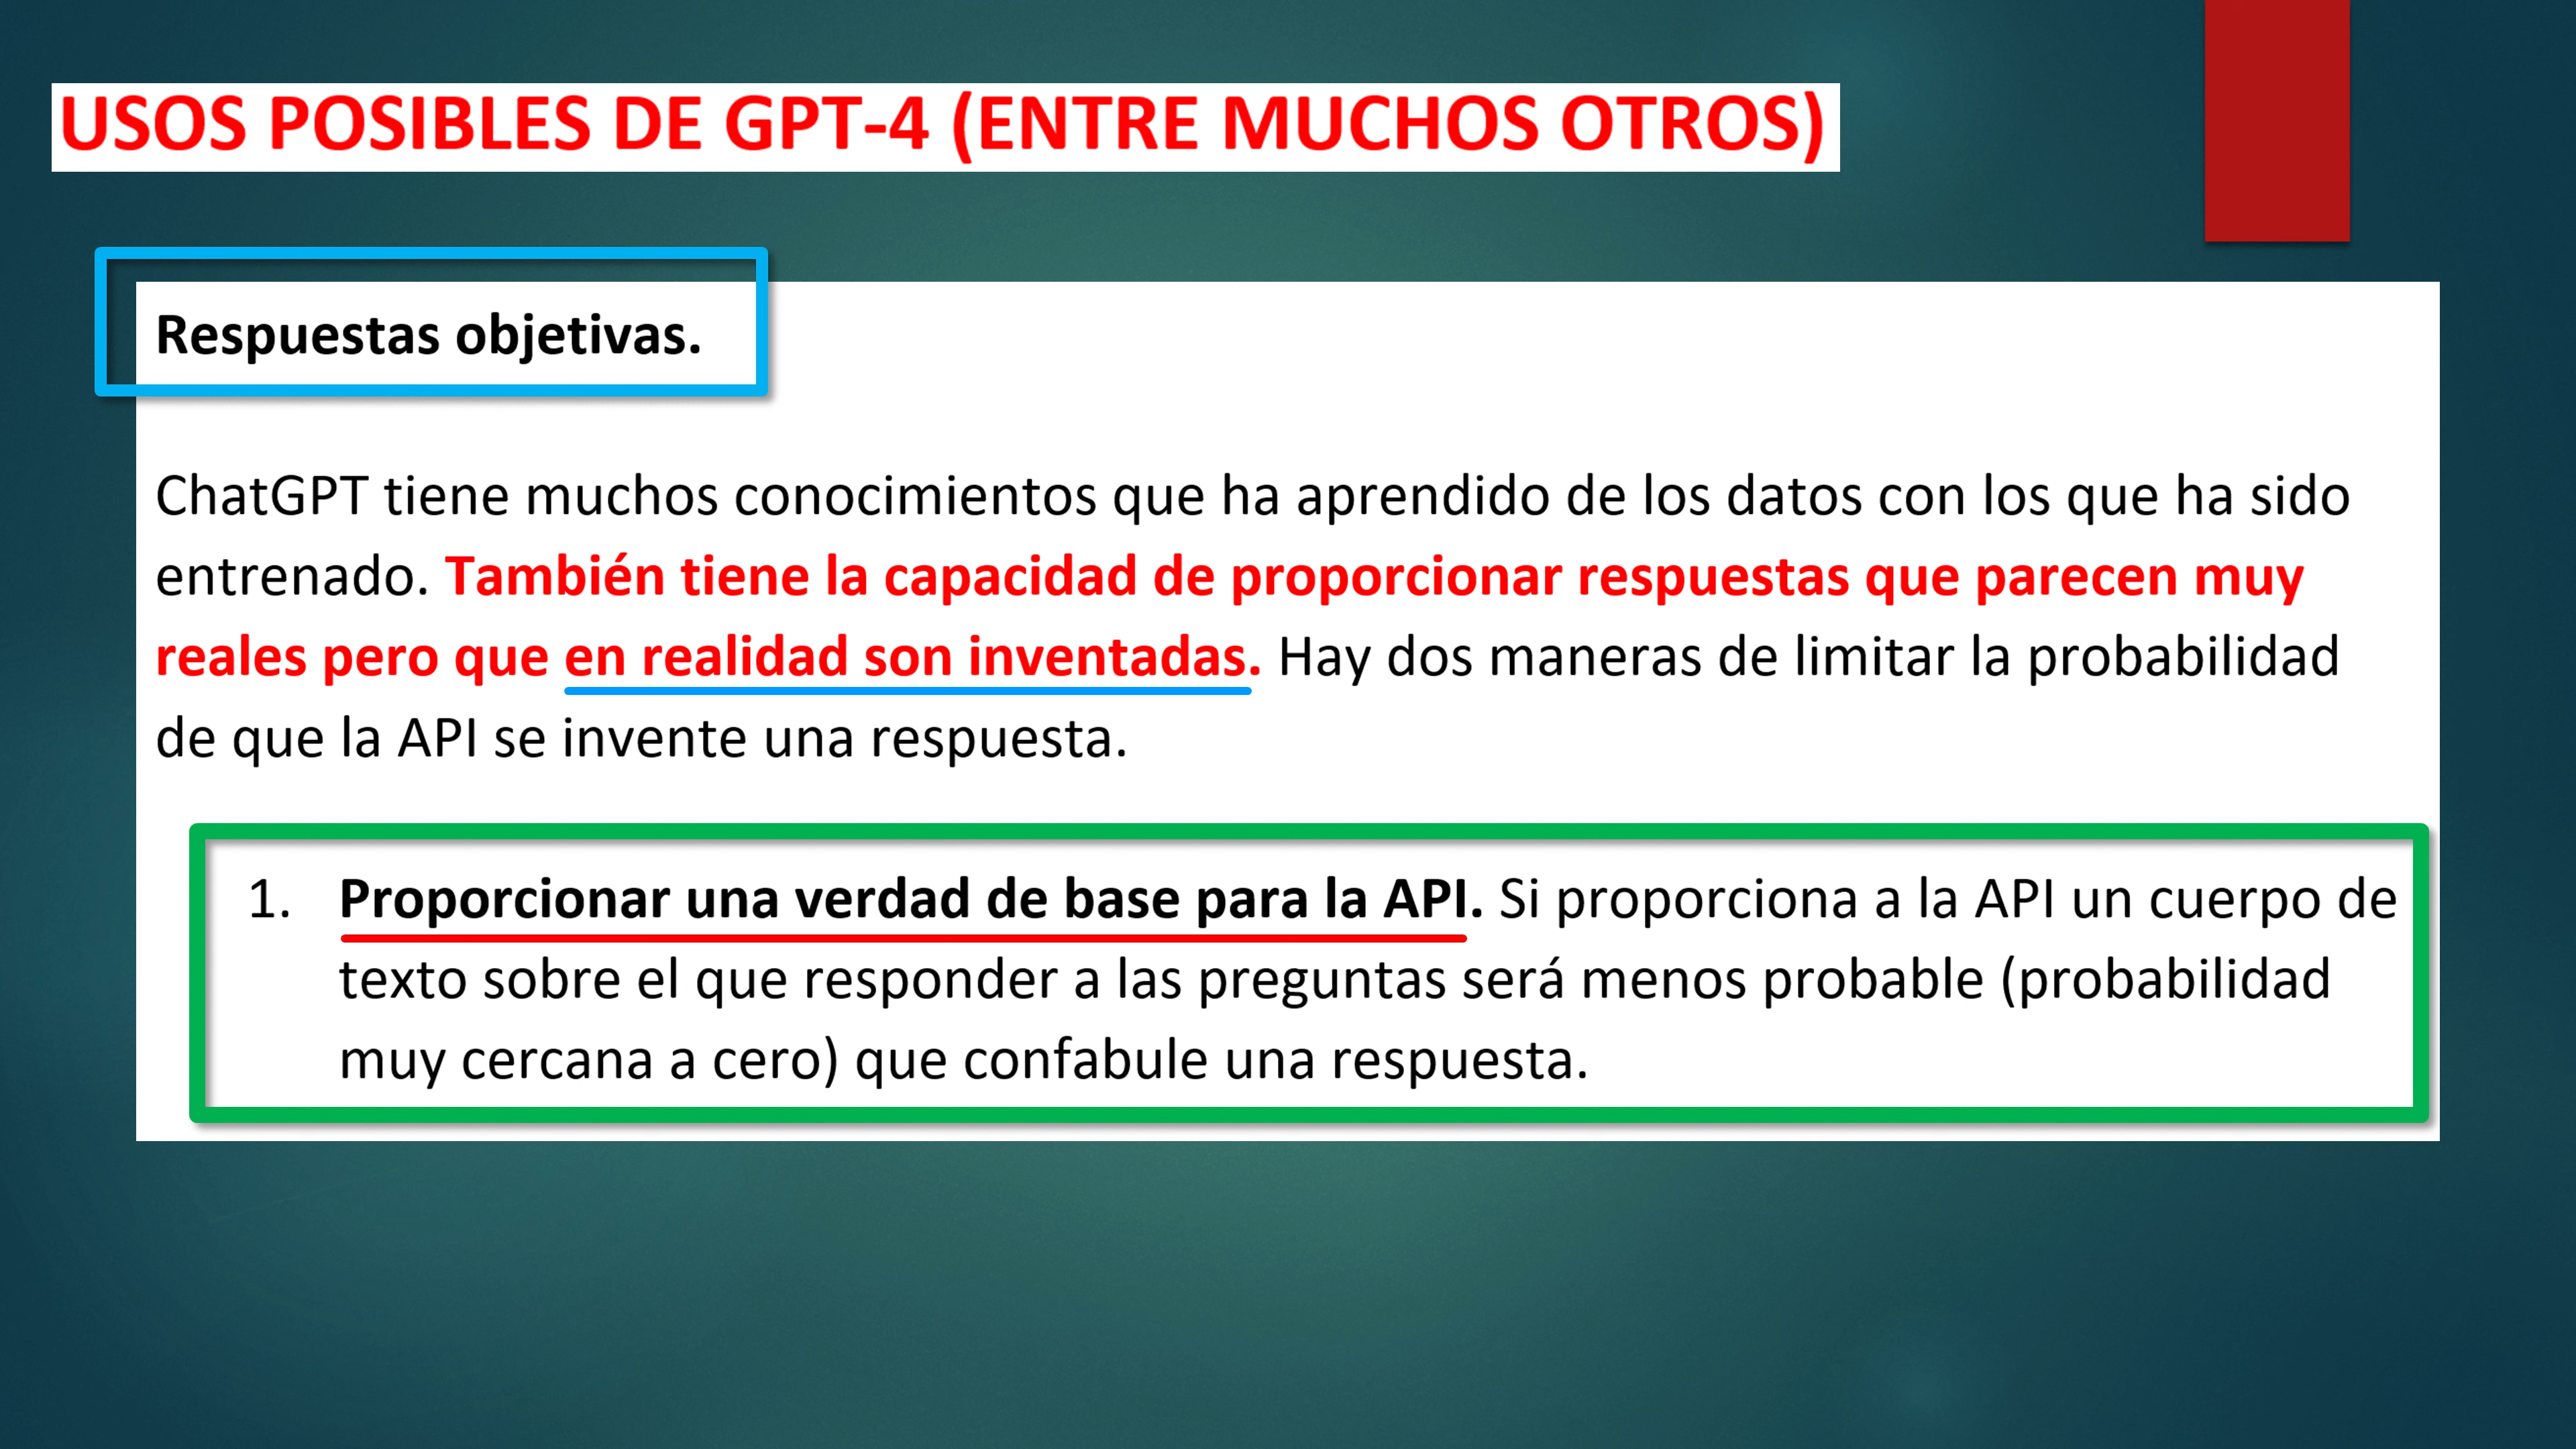 USOS POSIBLES DE GPT-4 (ENTRE MUCHOS OTROS)
Respuestas objetivas.
ChatGPT tiene muchos conocimientos que ha aprendido de los datos con los que ha sido
entrenado. También tiene la capacidad de proporcionar respuestas que parecen muy
reales pero que en realidad son inventadas. Hay dos maneras de limitar la probabilidad
de que la API se invente una respuesta.
1. Proporcionar una verdad de base para la API. Si proporciona a la API un cuerpo de
texto sobre el que responder a las preguntas será menos probable (probabilidad
muy cercana a cero) que confabule una respuesta.